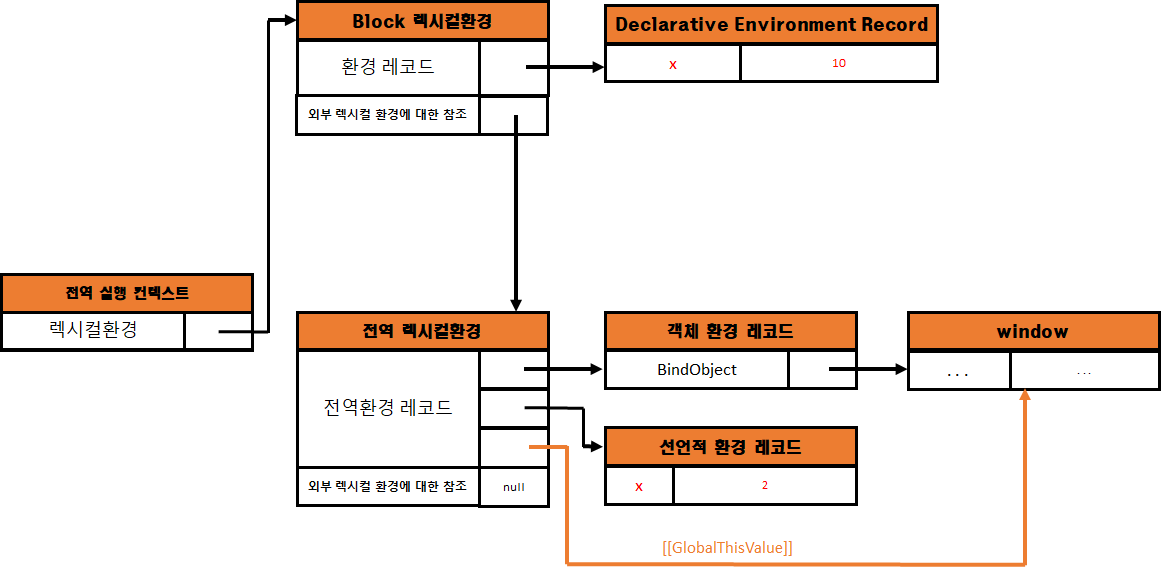 Block 렉시컬환경
환경 레코드
외부 렉시컬 환경에 대한 참조
Declarative Environment Record
x
10
전역 실행 컨텍스트
렉시컬환경
전역 렉시컬환경
전역환경 레코드
외부 렉시컬 환경에 대한 참조
null
객체 환경 레코드
BindObject
window
...
...
선언적 환경 레코드
x
2
[[GlobalThisValue]]